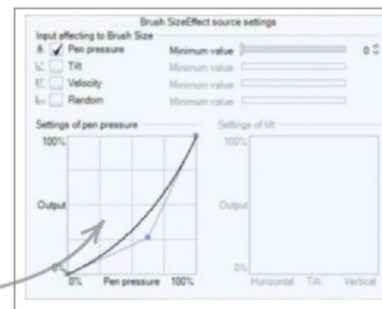 Brush SizeEffect source settings
Input affecting to Brush Size
Pen pressure Minimum value 0
Tilt Minimum value
Velocity Minimum value
Random Minimum value
Settings of pen pressure Settings of tilt
100% 100%
Output Output
0% 0%
0% Pen pressure 100% Horizontal Tilt Vertical